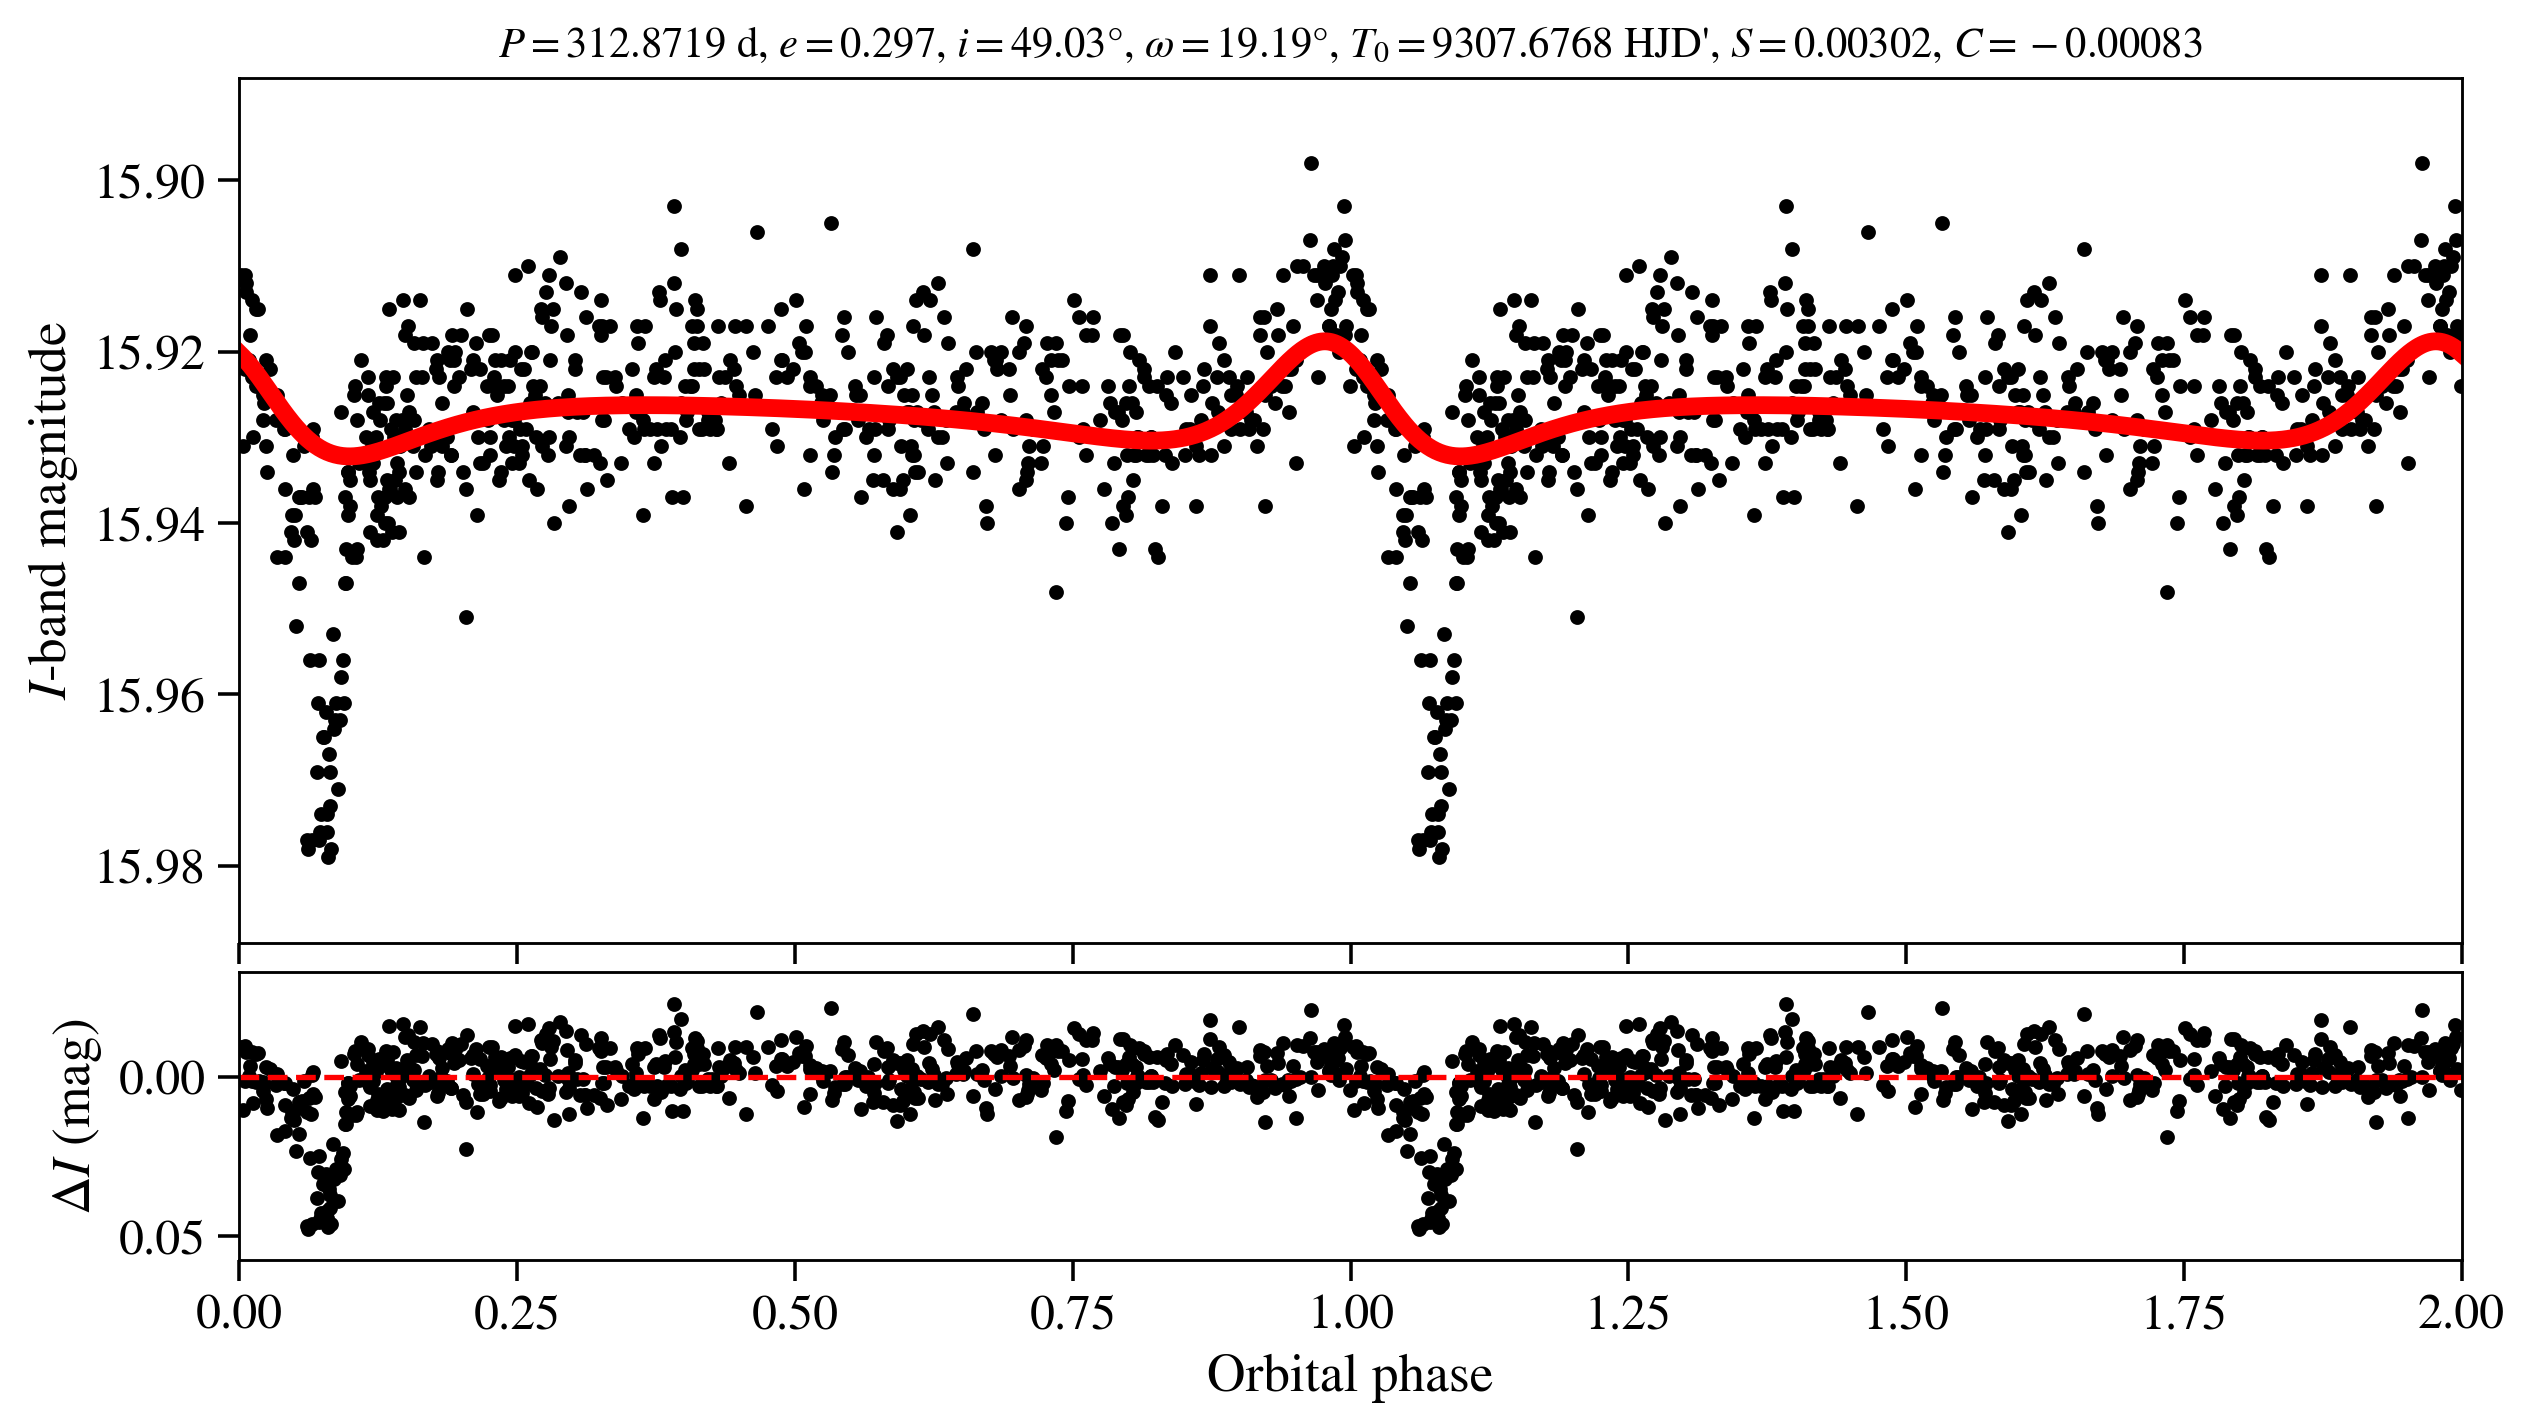 P = 312.8719 d, e = 0.297, i = 49.03°, ω = 19.19°, T₀ = 9307.6768 HJD', S = 0.00302, C = −0.00083
I-band magnitude
15.90
15.92
15.94
15.96
15.98
ΔI (mag)
0.00
0.05
0.00 0.25 0.50 0.75 1.00 1.25 1.50 1.75 2.00
Orbital phase